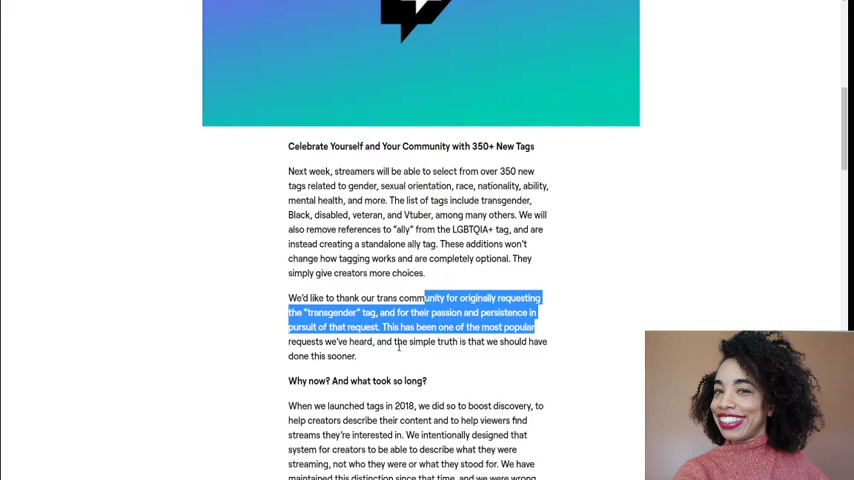 Celebrate Yourself and Your Community with 350+ New Tags
Next week, streamers will be able to select from over 350 new
tags related to gender, sexual orientation, race, nationality, ability,
mental health, and more. The list of tags include transgender,
Black, disabled, veteran, and Vtuber, among many others. We will
also remove references to “ally” from the LGBTQIA+ tag, and are
instead creating a standalone ally tag. These additions won’t
change how tagging works and are completely optional. They
simply give creators more choices.
We’d like to thank our trans community for originally requesting
the “transgender” tag, and for their passion and persistence in
pursuit of that request. This has been one of the most popular
requests we’ve heard, and the simple truth is that we should have
done this sooner.
Why now? And what took so long?
When we launched tags in 2018, we did so to boost discovery, to
help creators describe their content and to help viewers find
streams they’re interested in. We intentionally designed that
system for creators to be able to describe what they were
streaming, not who they were or what they stood for. We have
maintained this distinction since that time, and we were wrong